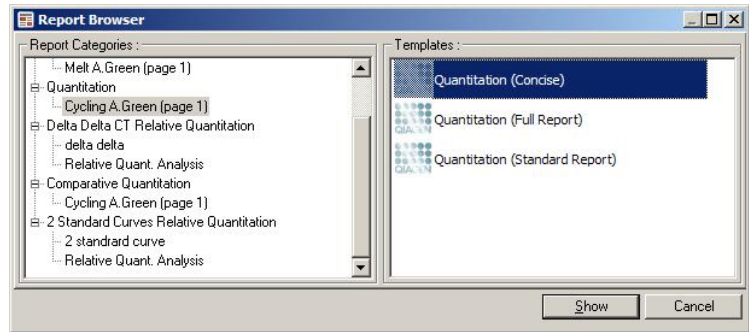 Report Browser
Report Categories :
Melt A.Green (page 1)
Quantitation
Cycling A.Green (page 1)
Delta Delta CT Relative Quantitation
delta delta
Relative Quant. Analysis
Comparative Quantitation
Cycling A.Green (page 1)
2 Standard Curves Relative Quantitation
2 standrard curve
Relative Quant. Analysis
Templates :
Quantitation (Concise)
QIAGEN
Quantitation (Full Report)
QIAGEN
Quantitation (Standard Report)
Show
Cancel